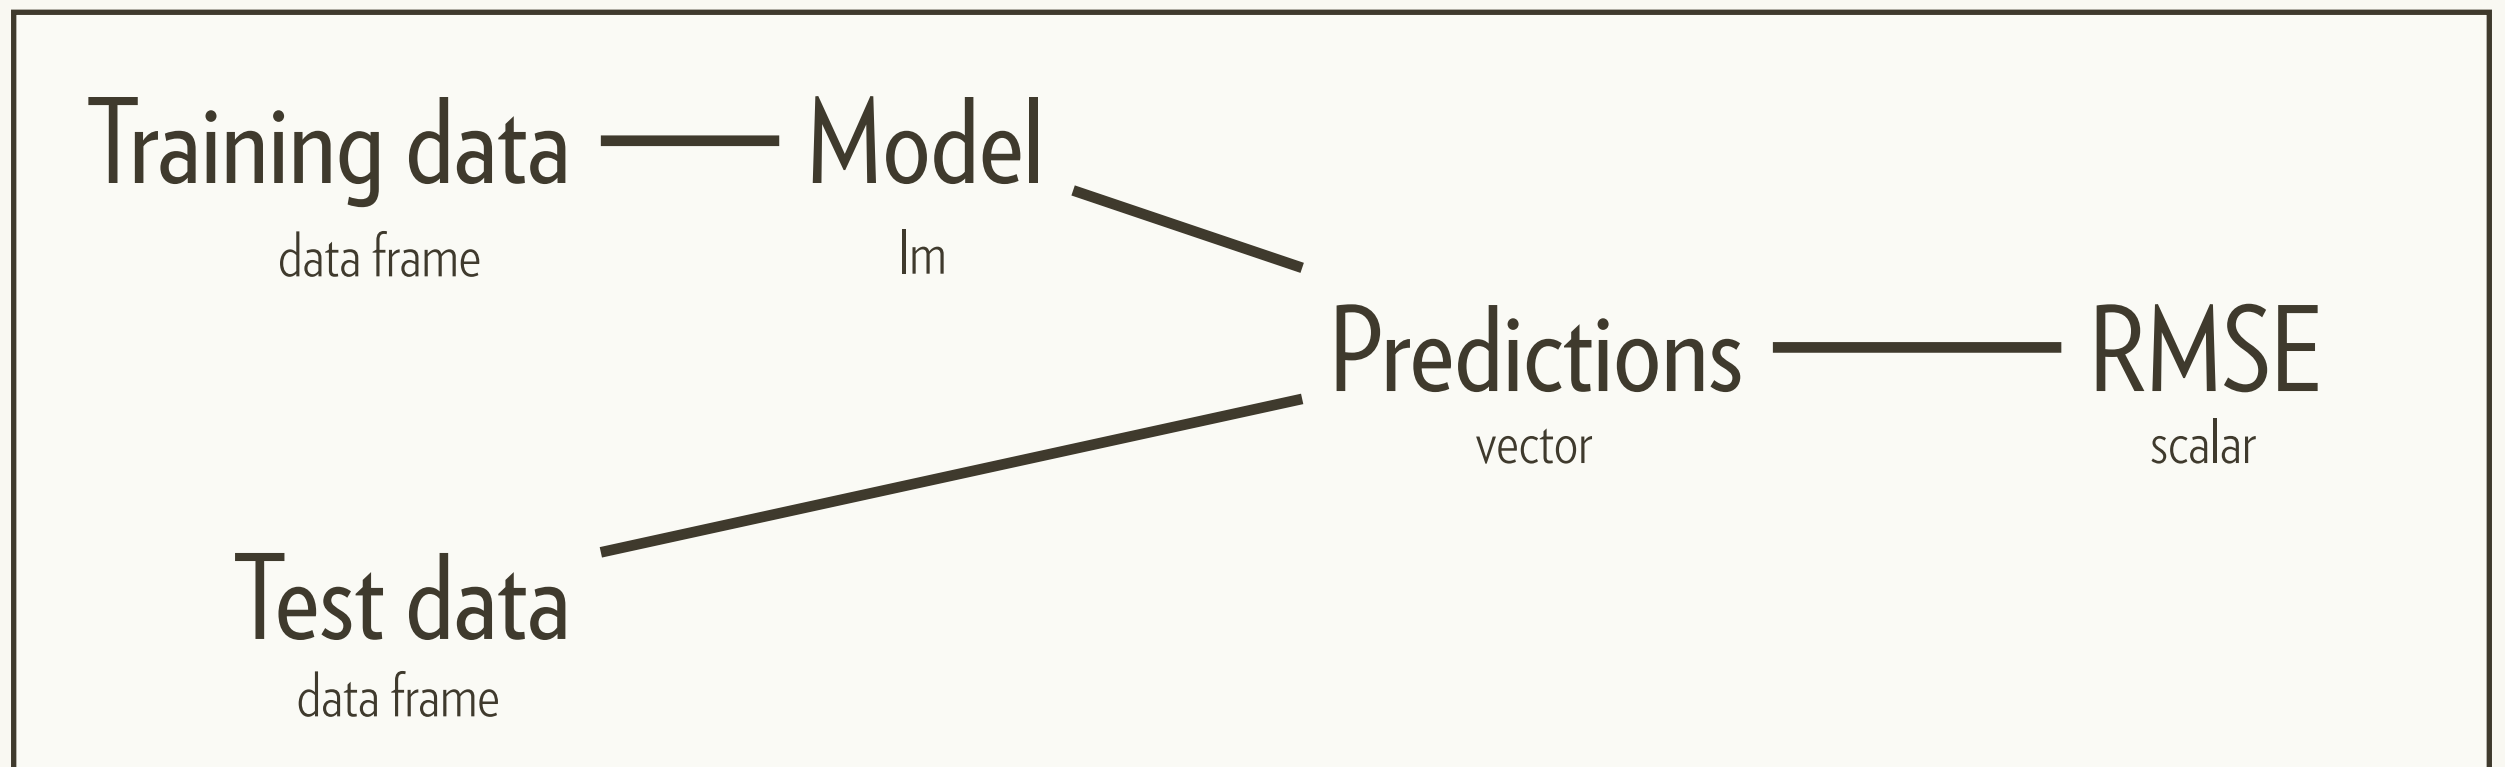 Training data
data frame
Model
lm
Predictions
vector
RMSE
scalar
Test data
data frame